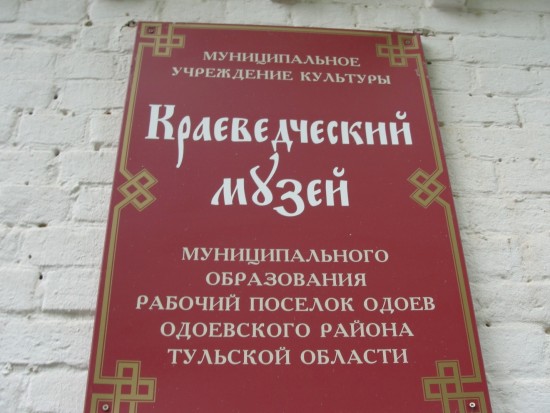 МУНИЦИПАЛЬНОЕ
УЧРЕЖДЕНИЕ КУЛЬТУРЫ
Краеведческий
музей
МУНИЦИПАЛЬНОГО
ОБРАЗОВАНИЯ
РАБОЧИЙ ПОСЕЛОК ОДОЕВ
ОДОЕВСКОГО РАЙОНА
ТУЛЬСКОЙ ОБЛАСТИ